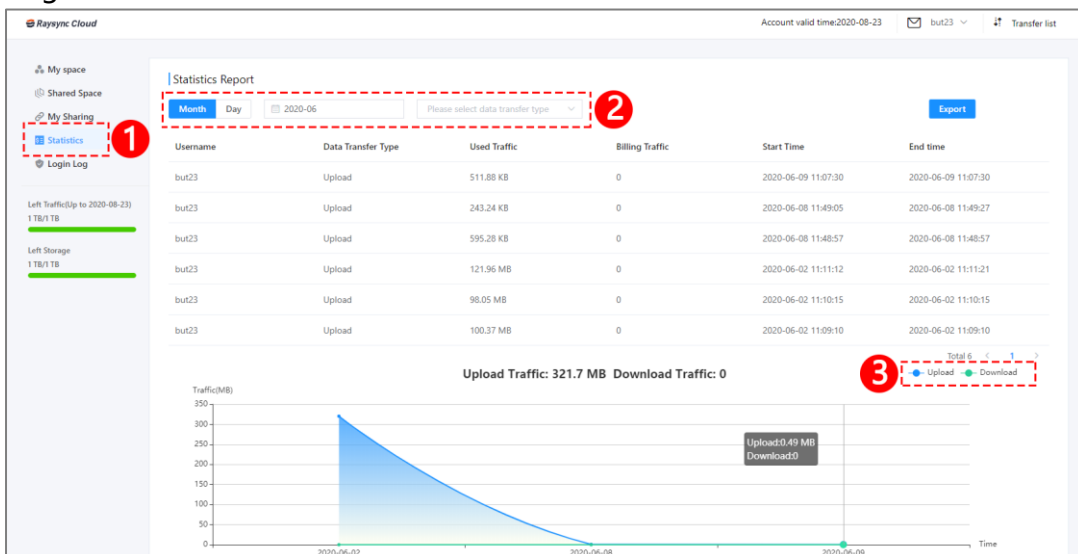 Raysync Cloud
Account valid time:2020-08-23
but23
Transfer list
My space
Shared Space
My Sharing
Statistics
Login Log
1
Left Traffic(Up to 2020-08-23)
1 TB/1 TB
Left Storage
1 TB/1 TB
Statistics Report
Month Day 2020-06 Please select data transfer type
2
Export
Username Data Transfer Type Used Traffic Billing Traffic Start Time End time
but23 Upload 511.88 KB 0 2020-06-09 11:07:30 2020-06-09 11:07:30
but23 Upload 243.24 KB 0 2020-06-08 11:49:05 2020-06-08 11:49:27
but23 Upload 595.28 KB 0 2020-06-08 11:48:57 2020-06-08 11:48:57
but23 Upload 121.96 MB 0 2020-06-02 11:11:12 2020-06-02 11:11:21
but23 Upload 98.05 MB 0 2020-06-02 11:10:15 2020-06-02 11:10:15
but23 Upload 100.37 MB 0 2020-06-02 11:09:10 2020-06-02 11:09:10
Total 6 < 1 >
Upload Traffic: 321.7 MB Download Traffic: 0
3
Upload Download
Traffic(MB)
350
300
250
200
150
100
50
0
Upload:0.49 MB
Download:0
Time
2020-06-02 2020-06-08 2020-06-09